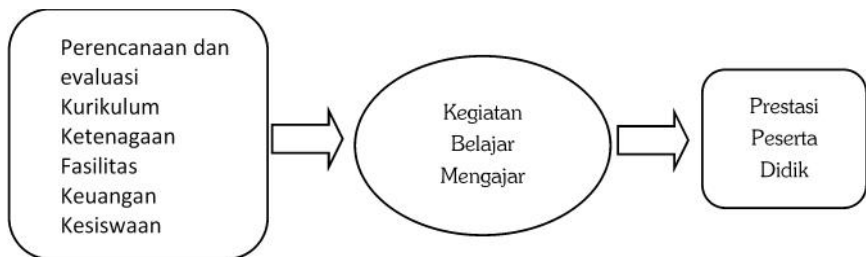 Perencanaan dan
evaluasi
Kurikulum
Ketenagaan
Fasilitas
Keuangan
Kesiswaan
Kegiatan
Belajar
Mengajar
Prestasi
Peserta
Didik